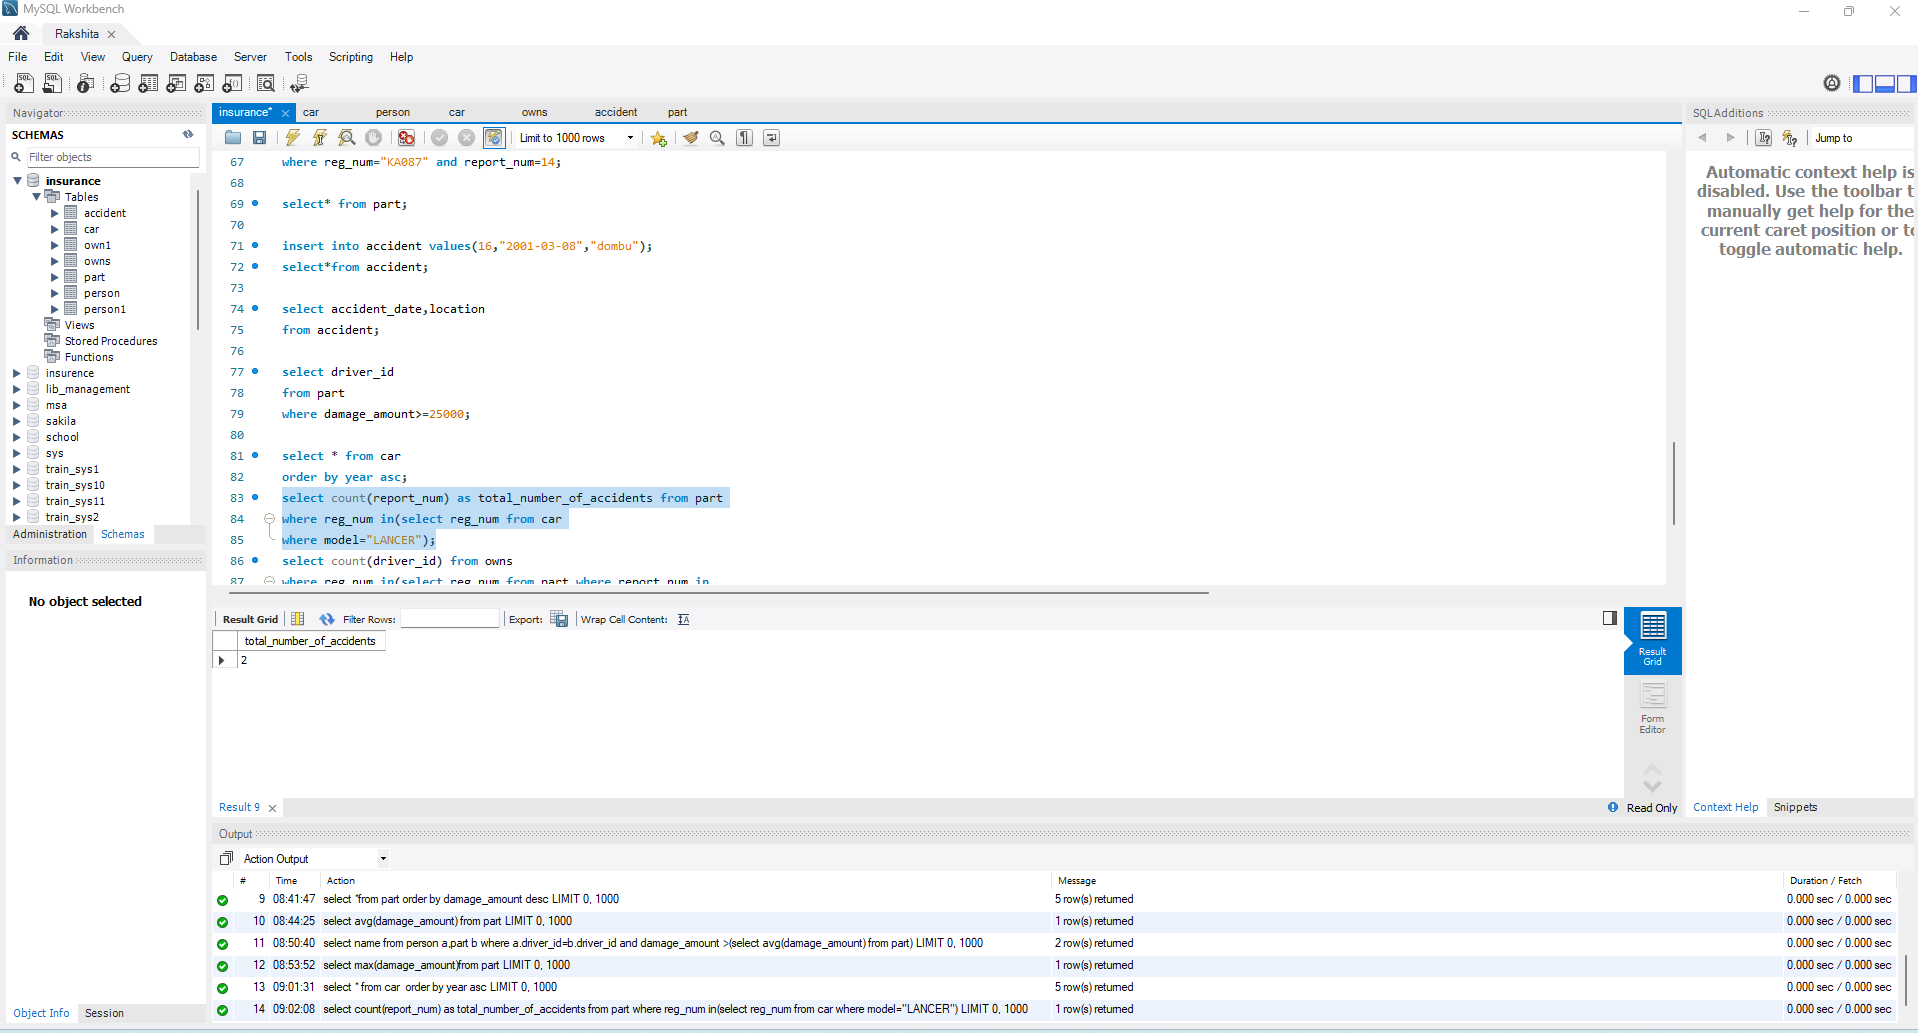 MySQL Workbench
Rakshita
File Edit View Query Database Server Tools Scripting Help
Navigator
SCHEMAS
Filter objects
insurance
Tables
accident
car
own1
owns
part
person
person1
Views
Stored Procedures
Functions
insurence
lib_management
msa
sakila
school
sys
train_sys1
train_sys10
train_sys11
train_sys2
Administration Schemas
Information
No object selected
Object Info Session
insurance* car person car owns accident part
Limit to 1000 rows
67 where reg_num="KA087" and report_num=14;
68
69 select* from part;
70
71 insert into accident values(16,"2001-03-08","dombu");
72 select*from accident;
73
74 select accident_date,location
75 from accident;
76
77 select driver_id
78 from part
79 where damage_amount>=25000;
80
81 select * from car
82 order by year asc;
83 select count(report_num) as total_number_of_accidents from part
84 where reg_num in(select reg_num from car
85 where model="LANCER");
86 select count(driver_id) from owns
87 where reg_num in(select reg_num from part where report_num in
Result Grid Filter Rows: Export: Wrap Cell Content:
total_number_of_accidents
2
Result
Grid
Form
Editor
Result 9
Read Only
SQLAdditions
Jump to
Automatic context help is
disabled. Use the toolbar t
manually get help for the
current caret position or to
toggle automatic help.
Context Help Snippets
Output
Action Output
# Time Action Message Duration / Fetch
9 08:41:47 select *from part order by damage_amount desc LIMIT 0, 1000 5 row(s) returned 0.000 sec / 0.000 sec
10 08:44:25 select avg(damage_amount) from part LIMIT 0, 1000 1 row(s) returned 0.000 sec / 0.000 sec
11 08:50:40 select name from person a,part b where a.driver_id=b.driver_id and damage_amount >(select avg(damage_amount) from part) LIMIT 0, 1000 2 row(s) returned 0.000 sec / 0.000 sec
12 08:53:52 select max(damage_amount)from part LIMIT 0, 1000 1 row(s) returned 0.000 sec / 0.000 sec
13 09:01:31 select * from car order by year asc LIMIT 0, 1000 5 row(s) returned 0.000 sec / 0.000 sec
14 09:02:08 select count(report_num) as total_number_of_accidents from part where reg_num in(select reg_num from car where model="LANCER") LIMIT 0, 1000 1 row(s) returned 0.000 sec / 0.000 sec